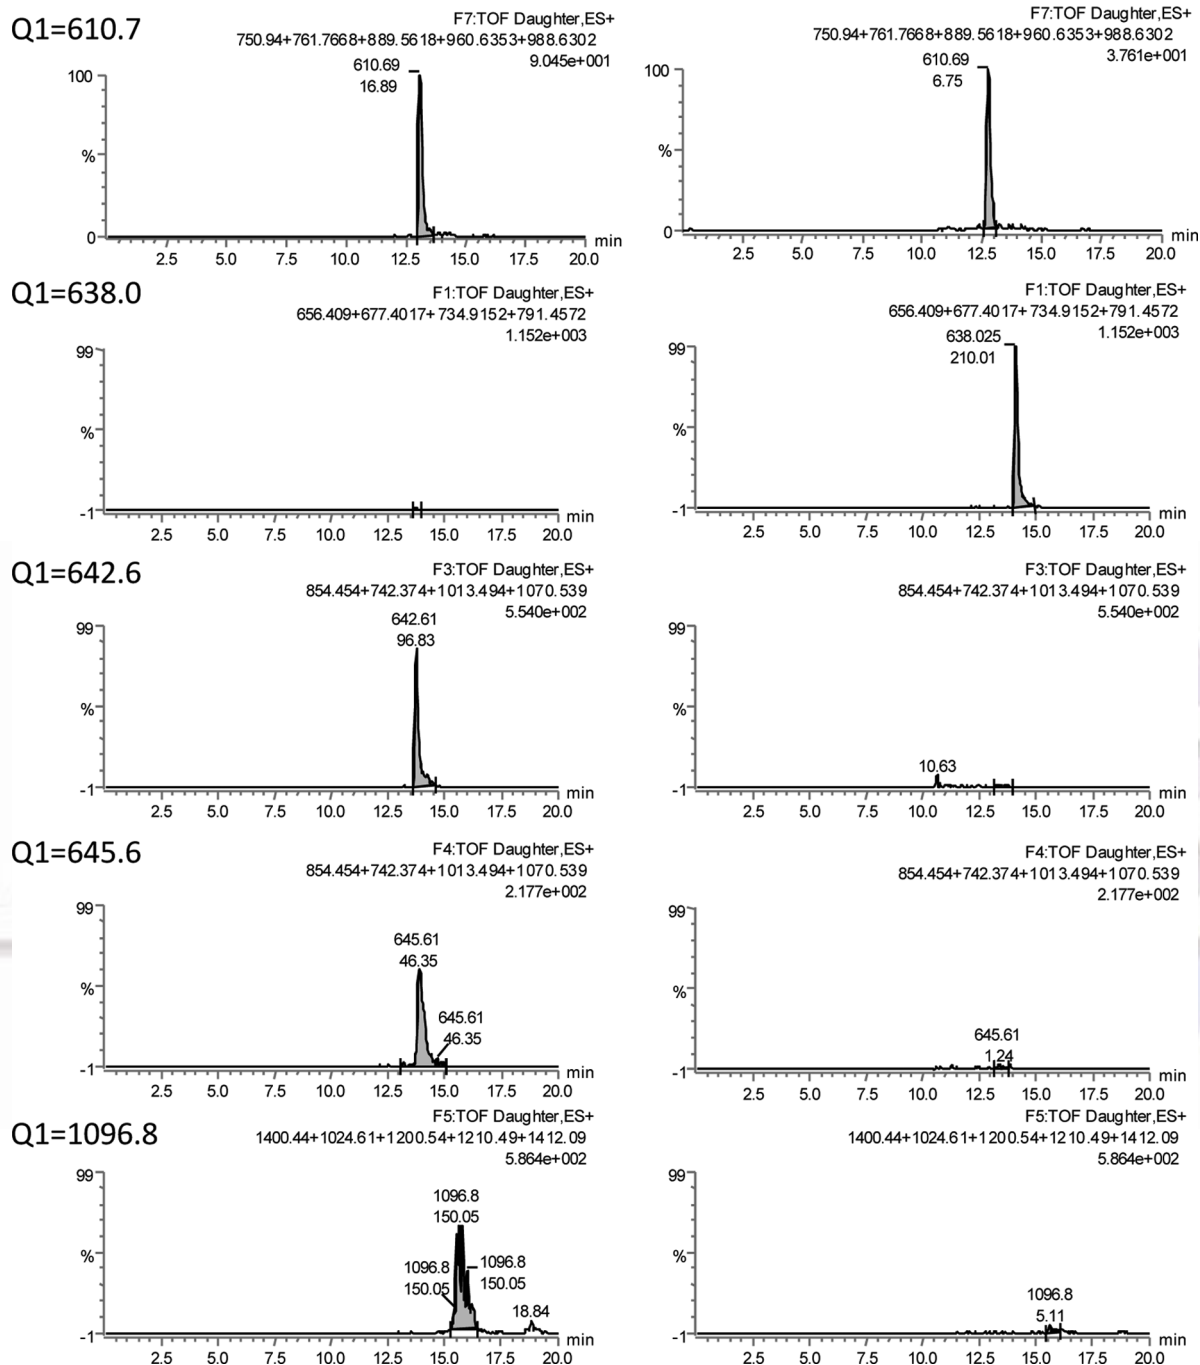 Q1=610.7
F7:TOF Daughter,ES+
750.94+761.7668+889.5618+960.6353+988.6302
9.045e+001
610.69
16.89
100
%
0
2.5 5.0 7.5 10.0 12.5 15.0 17.5 20.0 min
F7:TOF Daughter,ES+
750.94+761.7668+889.5618+960.6353+988.6302
3.761e+001
610.69
6.75
100
%
0
2.5 5.0 7.5 10.0 12.5 15.0 17.5 20.0 min
Q1=638.0
F1:TOF Daughter,ES+
656.409+677.4017+734.9152+791.4572
1.152e+003
99
%
-1
2.5 5.0 7.5 10.0 12.5 15.0 17.5 20.0 min
F1:TOF Daughter,ES+
656.409+677.4017+734.9152+791.4572
1.152e+003
638.025
210.01
99
%
-1
2.5 5.0 7.5 10.0 12.5 15.0 17.5 20.0 min
Q1=642.6
F3:TOF Daughter,ES+
854.454+742.374+1013.494+1070.539
5.540e+002
642.61
96.83
99
%
-1
2.5 5.0 7.5 10.0 12.5 15.0 17.5 20.0 min
F3:TOF Daughter,ES+
854.454+742.374+1013.494+1070.539
5.540e+002
99
%
10.63
-1
2.5 5.0 7.5 10.0 12.5 15.0 17.5 20.0 min
Q1=645.6
F4:TOF Daughter,ES+
854.454+742.374+1013.494+1070.539
2.177e+002
99
645.61
46.35
%
645.61
46.35
-1
2.5 5.0 7.5 10.0 12.5 15.0 17.5 20.0 min
F4:TOF Daughter,ES+
854.454+742.374+1013.494+1070.539
2.177e+002
99
%
645.61
1.24
-1
2.5 5.0 7.5 10.0 12.5 15.0 17.5 20.0 min
Q1=1096.8
F5:TOF Daughter,ES+
1400.44+1024.61+1200.54+1210.49+1412.09
5.864e+002
99
1096.8
150.05
%
1096.8
150.05
1096.8
150.05
18.84
-1
2.5 5.0 7.5 10.0 12.5 15.0 17.5 20.0 min
F5:TOF Daughter,ES+
1400.44+1024.61+1200.54+1210.49+1412.09
5.864e+002
99
%
1096.8
5.11
-1
2.5 5.0 7.5 10.0 12.5 15.0 17.5 20.0 min